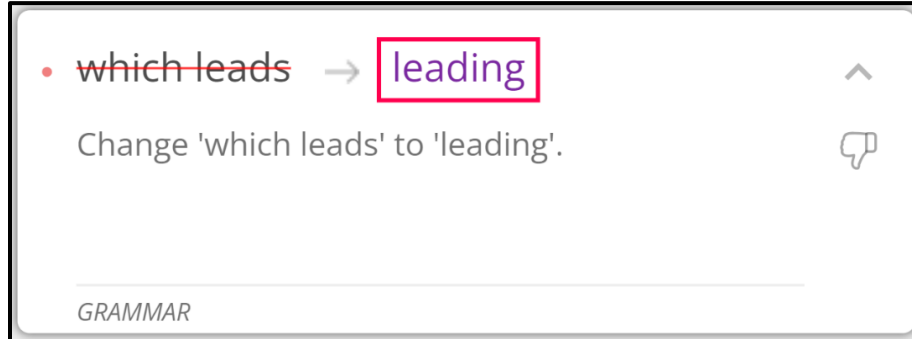 which leads → leading
Change 'which leads' to 'leading'.
GRAMMAR